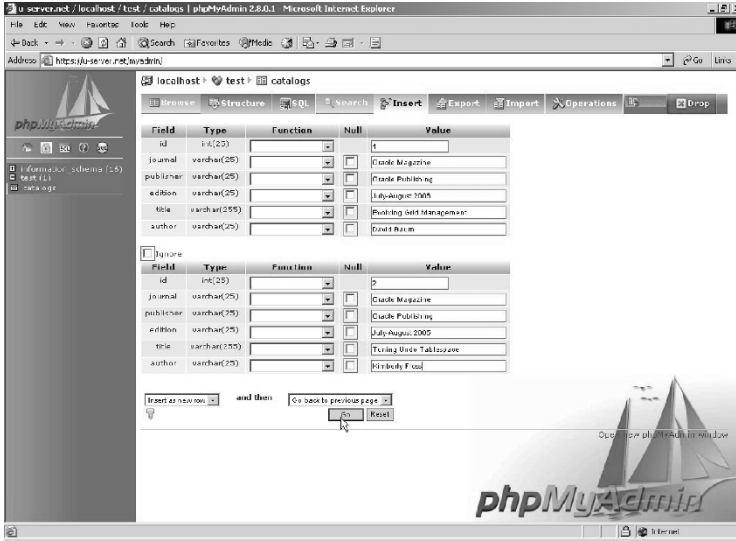 u-server.net / localhost / test / catalogs | phpMyAdmin 2.8.0.1 - Microsoft Internet Explorer
File Edit View Favorites Tools Help
Back Search Favorites Media
Address https://u-server.net/myadmin/ Go Links
localhost test catalogs
Browse Structure SQL Search Insert Export Import Operations Drop
phpMyAdmin
information_schema (16)
test (1)
catalogs
Field Type Function Null Value
id int(25) 1
journal varchar(25) Oracle Magazine
publisher varchar(25) Oracle Publishing
edition varchar(25) July-August 2005
title varchar(255) Evolving Grid Management
author varchar(25) David Baum
Ignore
Field Type Function Null Value
id int(25) 2
journal varchar(25) Oracle Magazine
publisher varchar(25) Oracle Publishing
edition varchar(25) July-August 2005
title varchar(255) Tuning Undo Tablespace
author varchar(25) Kimberly Floss
Insert as new row and then Go back to previous page
Go Reset
Open new phpMyAdmin window
phpMyAdmin
Internet